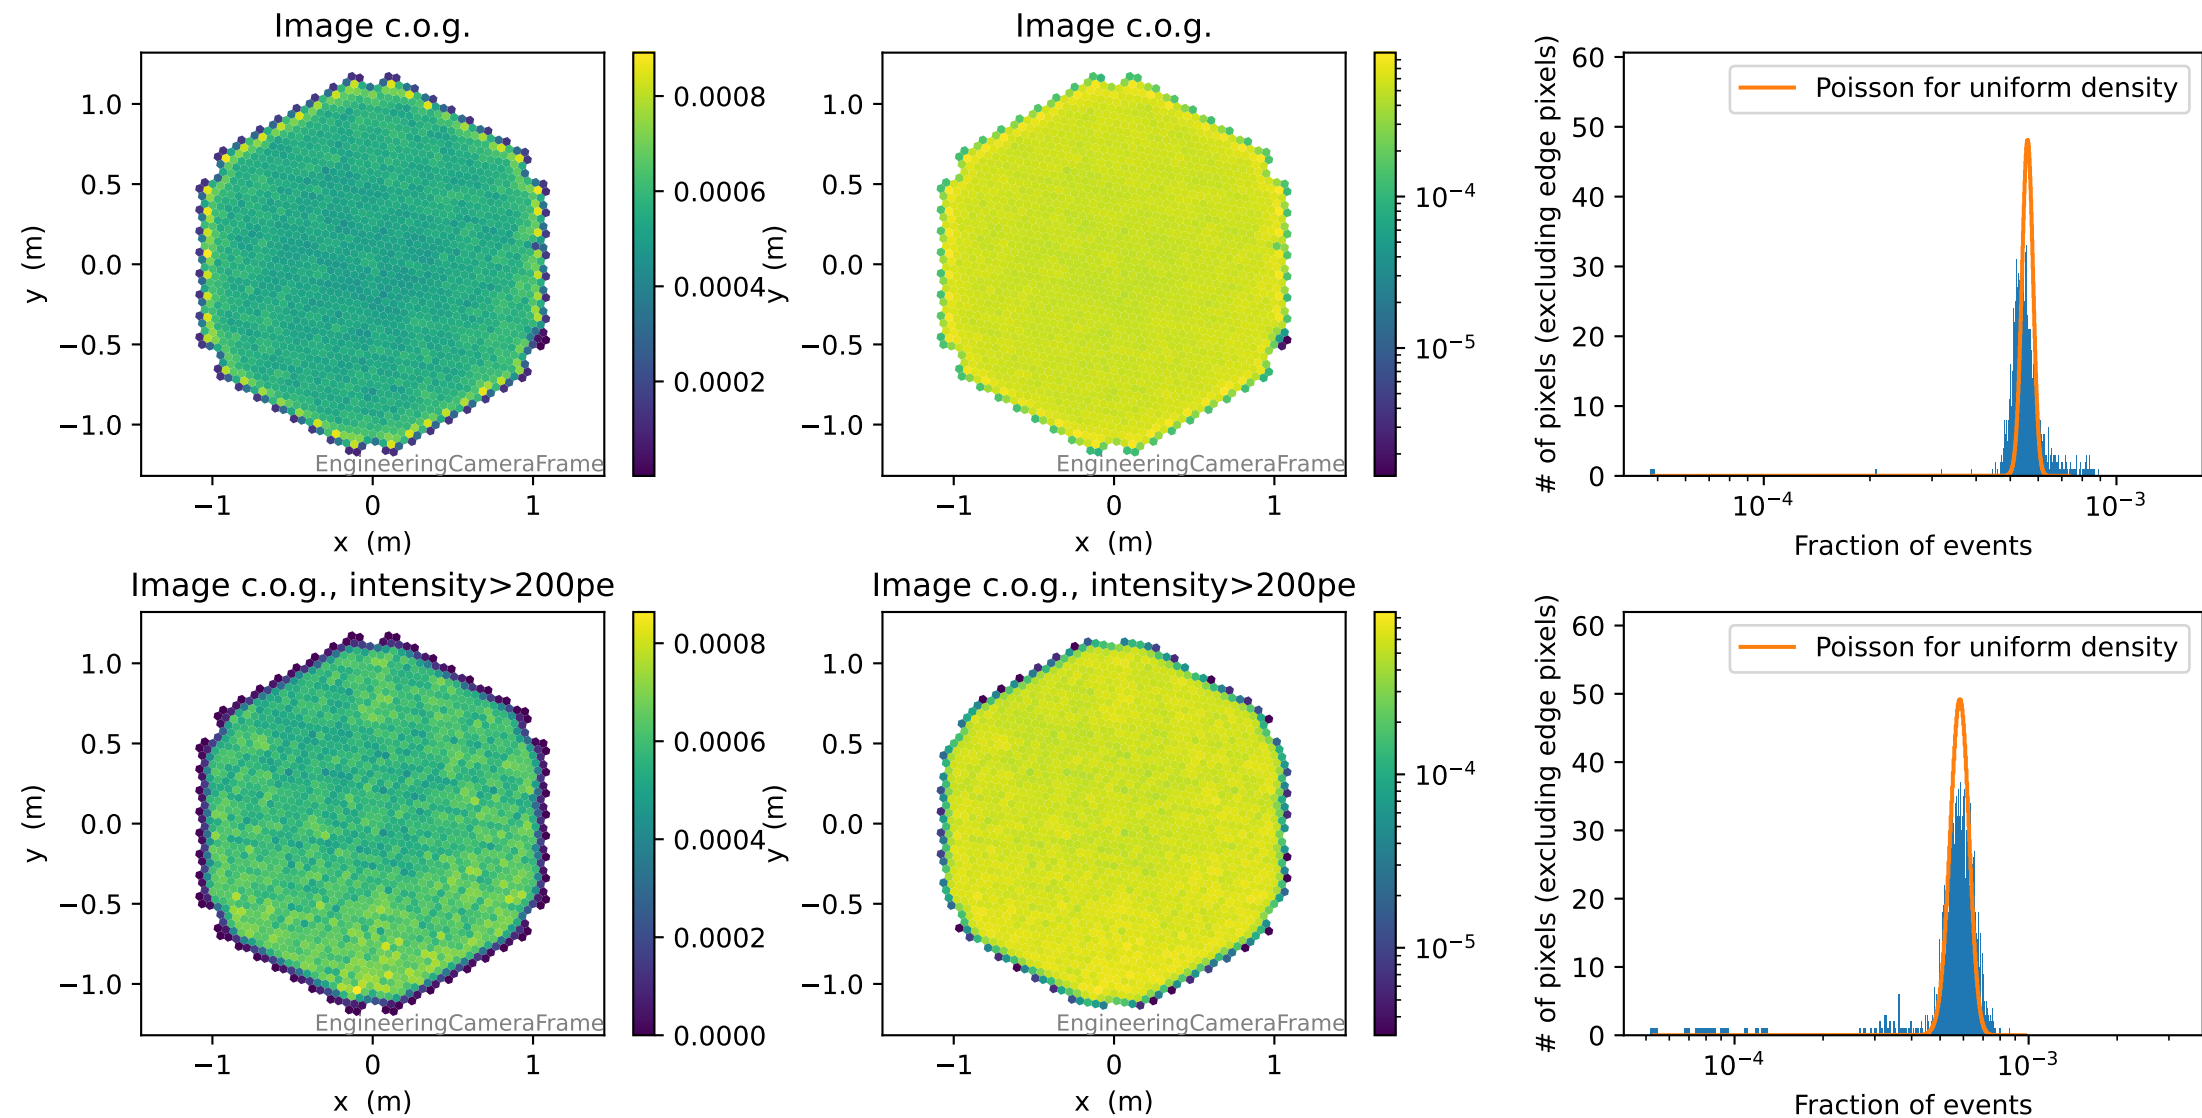 Image c.o.g.
y (m)
1.0
0.5
0.0
−0.5
−1.0
EngineeringCameraFrame
−1 0 1
x (m)
0.0008
0.0006
0.0004
0.0002
Image c.o.g.
y (m)
1.0
0.5
0.0
−0.5
−1.0
EngineeringCameraFrame
−1 0 1
x (m)
10⁻⁴
10⁻⁵
# of pixels (excluding edge pixels)
60
50
40
30
20
10
0
Poisson for uniform density
10⁻⁴ 10⁻³
Fraction of events
Image c.o.g., intensity>200pe
y (m)
1.0
0.5
0.0
−0.5
−1.0
EngineeringCameraFrame
−1 0 1
x (m)
0.0008
0.0006
0.0004
0.0002
0.0000
Image c.o.g., intensity>200pe
y (m)
1.0
0.5
0.0
−0.5
−1.0
EngineeringCameraFrame
−1 0 1
x (m)
10⁻⁴
10⁻⁵
# of pixels (excluding edge pixels)
60
50
40
30
20
10
0
Poisson for uniform density
10⁻⁴ 10⁻³
Fraction of events